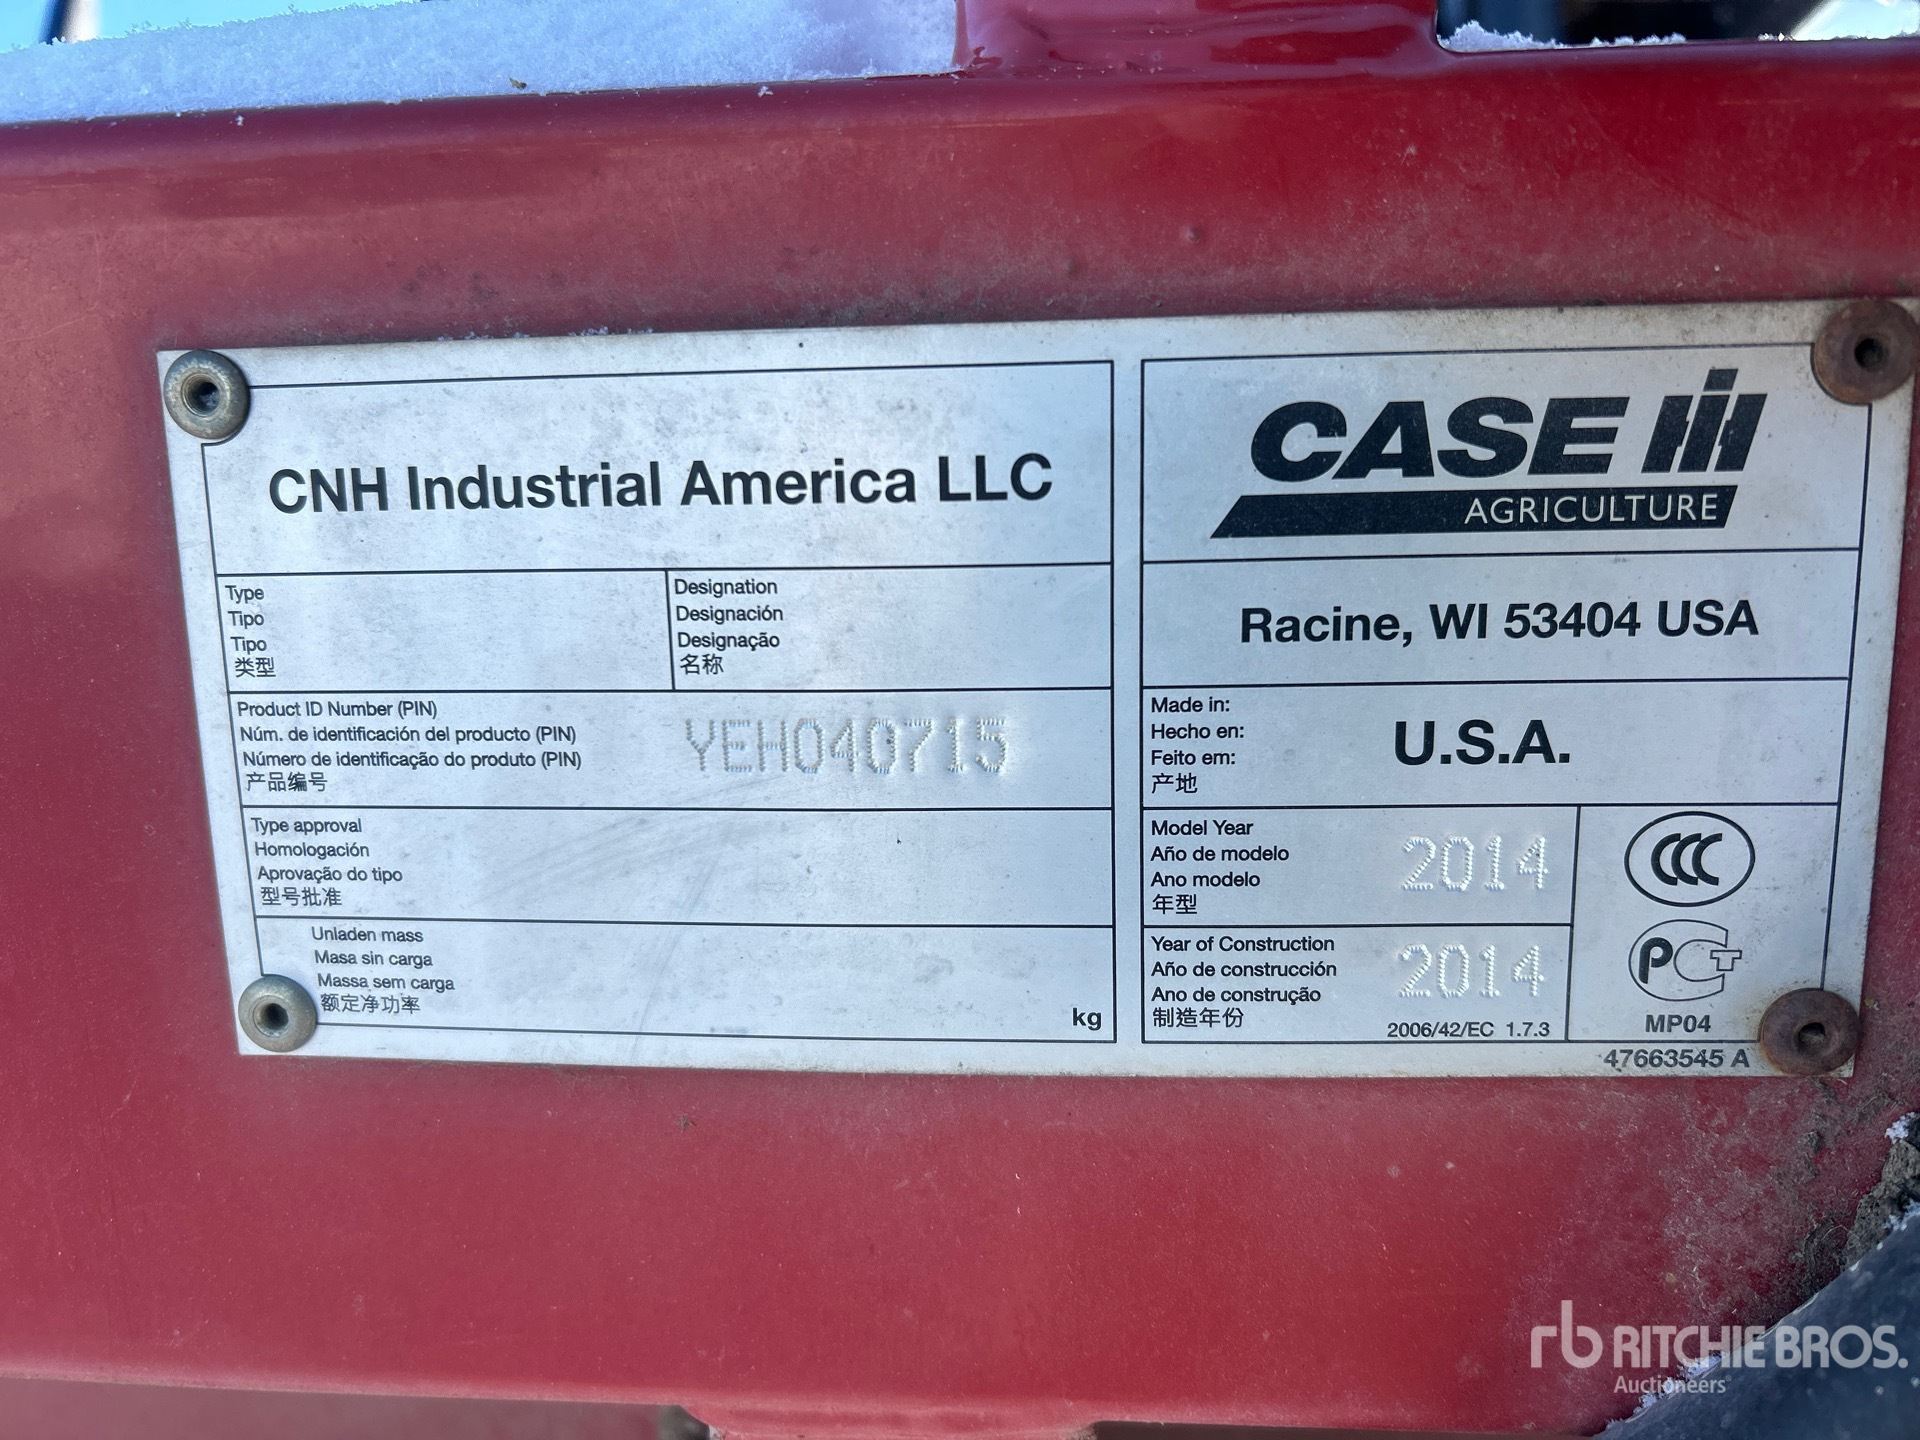 CNH Industrial America LLC
Type
Tipo
Tipo
类型
Designation
Designación
Designação
名称
Product ID Number (PIN)
Núm. de identificación del producto (PIN)
Número de identificação do produto (PIN)
产品编号
YEH040715
Type approval
Homologación
Aprovação do tipo
型号批准
Unladen mass
Masa sin carga
Massa sem carga
额定净功率
kg
CASE IH
AGRICULTURE
Racine, WI 53404 USA
Made in:
Hecho en:
Feito em:
产地
U.S.A.
Model Year
Año de modelo
Ano modelo
年型
2014
Year of Construction
Año de construcción
Ano de construção
制造年份
2014
2006/42/EC 1.7.3
CCC
PCT
MP04
47663545 A
rb RITCHIE BROS.
Auctioneers